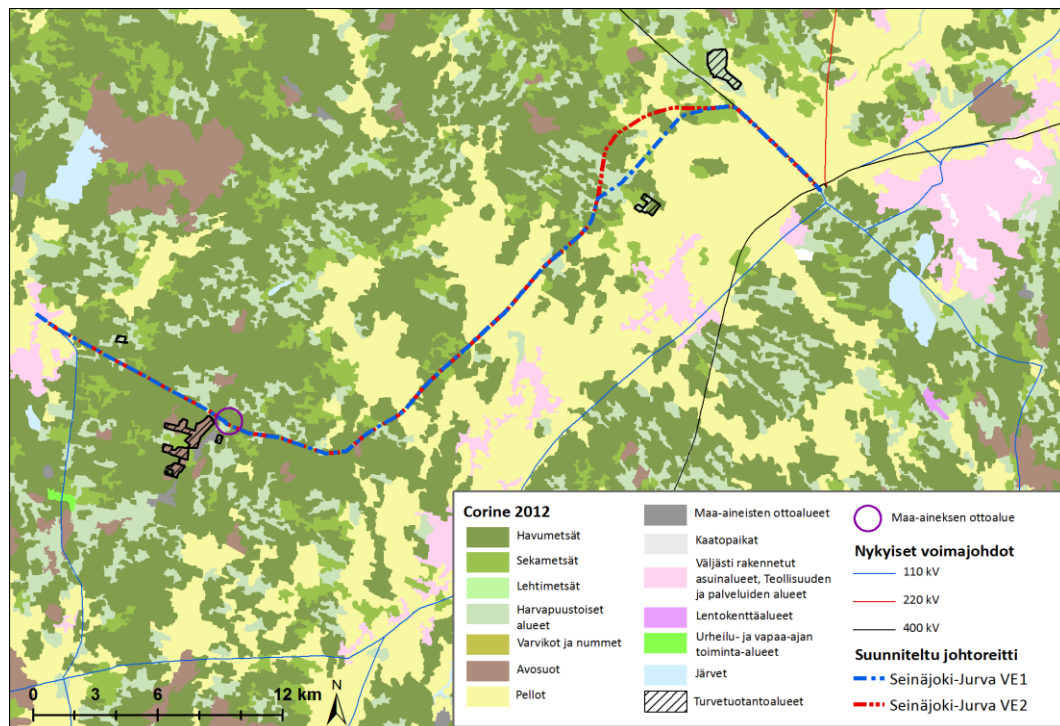 Corine 2012
Havumetsät
Sekametsät
Lehtimetsät
Harvapuustoiset
alueet
Varvikot ja nummet
Avosuot
Pellot
Maa-aineisten ottoalueet
Kaatopaikat
Väljästi rakennetut
asuinalueet, Teollisuuden
ja palveluiden alueet
Lentokenttäalueet
Urheilu- ja vapaa-ajan
toiminta-alueet
Järvet
Turvetuotantoalueet
Maa-aineksen ottoalue
Nykyiset voimajohdot
110 kV
220 kV
400 kV
Suunniteltu johtoreitti
Seinäjoki-Jurva VE1
Seinäjoki-Jurva VE2
0 3 6 12 km
N